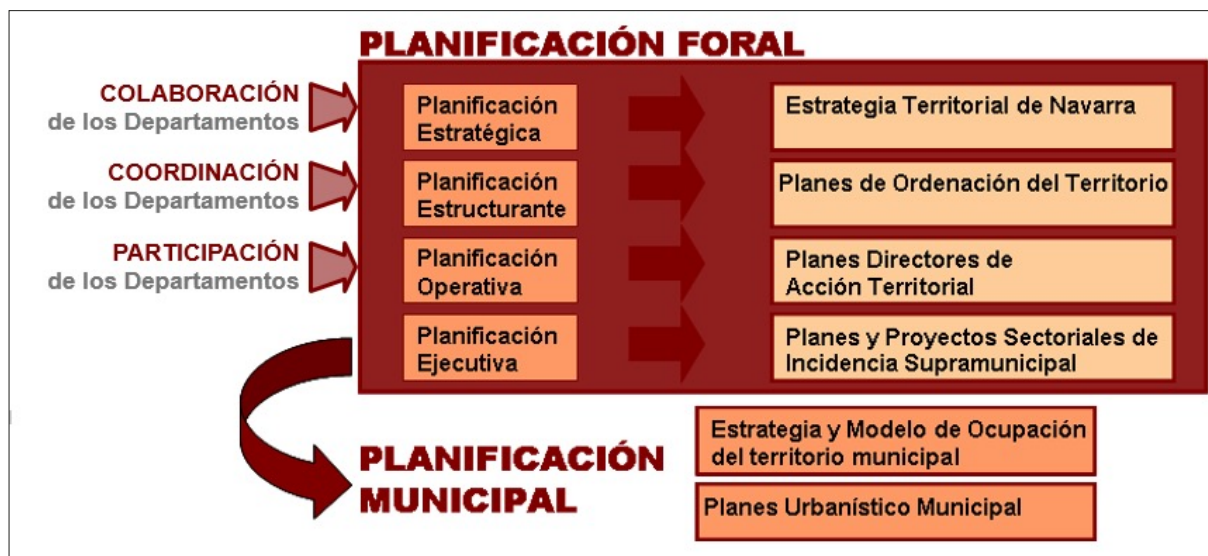 PLANIFICACIÓN FORAL
COLABORACIÓN
de los Departamentos
Planificación
Estratégica
Estrategia Territorial de Navarra
COORDINACIÓN
de los Departamentos
Planificación
Estructurante
Planes de Ordenación del Territorio
PARTICIPACIÓN
de los Departamentos
Planificación
Operativa
Planes Directores de
Acción Territorial
Planificación
Ejecutiva
Planes y Proyectos Sectoriales de
Incidencia Supramunicipal
PLANIFICACIÓN
MUNICIPAL
Estrategia y Modelo de Ocupación
del territorio municipal
Planes Urbanístico Municipal